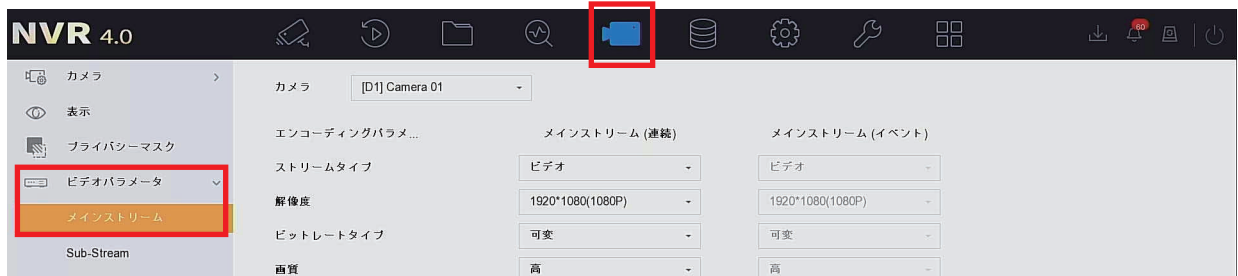 NVR 4.0
60
カメラ
表示
プライバシーマスク
ビデオパラメータ
メインストリーム
Sub-Stream
カメラ [D1] Camera 01
エンコーディングパラメ... メインストリーム(連続) メインストリーム(イベント)
ストリームタイプ ビデオ ビデオ
解像度 1920*1080(1080P) 1920*1080(1080P)
ビットレートタイプ 可変 可変
画質 高 高